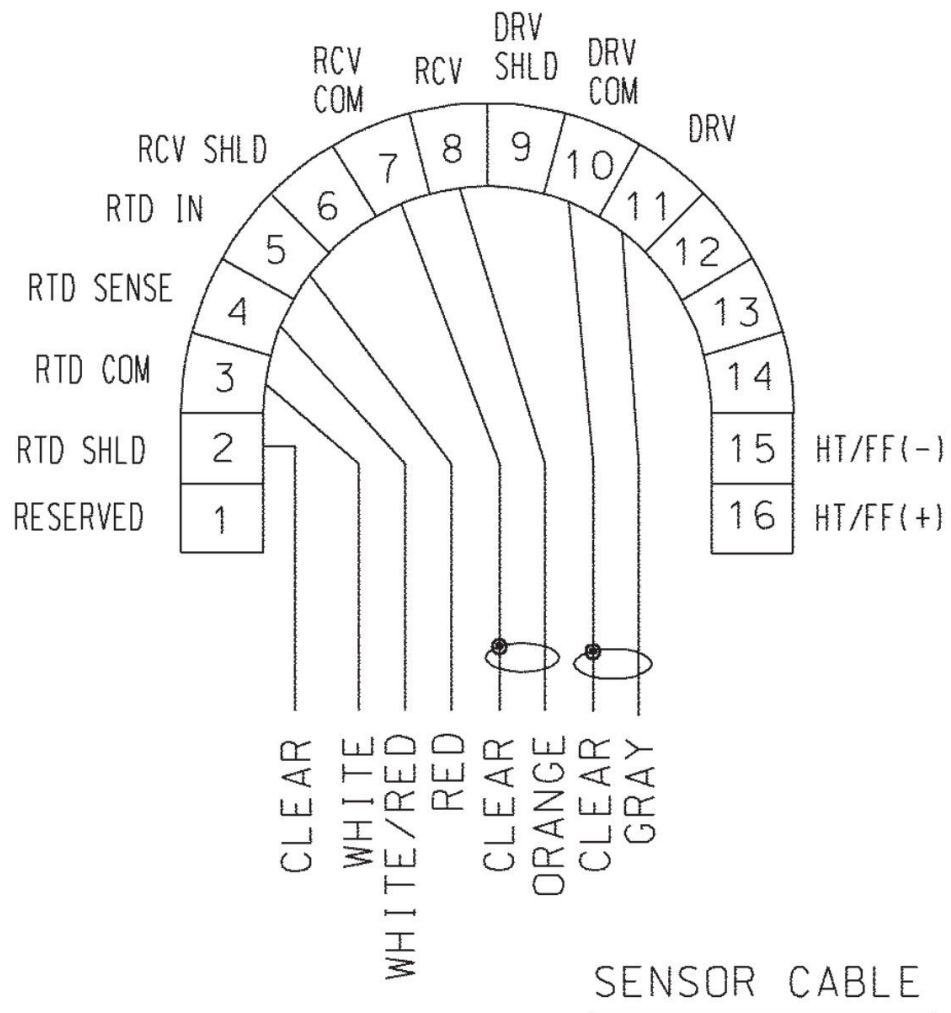 DRV
SHLD
RCV
COM
RCV
DRV
COM
DRV
RCV SHLD
RTD IN
RTD SENSE
RTD COM
RTD SHLD
RESERVED
1
2
3
4
5
6
7
8
9
10
11
12
13
14
15
16
HT/FF(-)
HT/FF(+)
CLEAR
WHITE
WHITE/RED
RED
CLEAR
ORANGE
CLEAR
GRAY
SENSOR CABLE